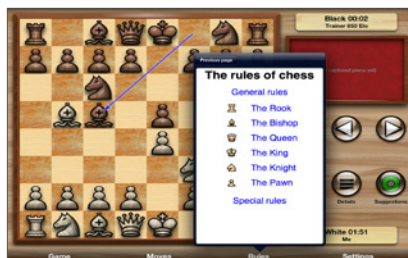 Black 00:02
Trainer 850 Elo
Previous page
The rules of chess
General rules
The Rook
The Bishop
The Queen
The King
The Knight
The Pawn
Special rules
Details
Suggestions
White 01:51
Me
Game
Moves
Rules
Settings